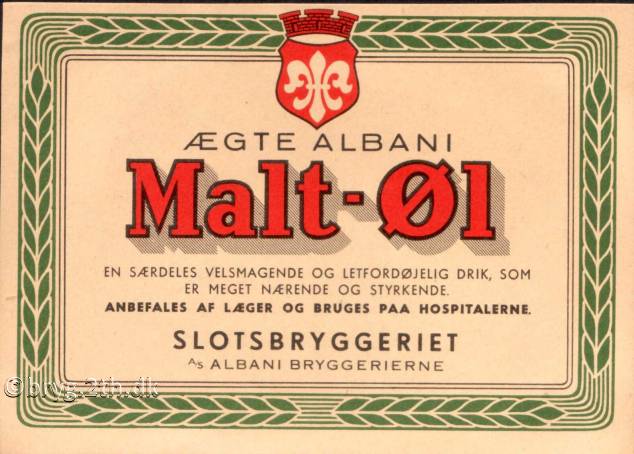 ÆGTE ALBANI
Malt-Øl
EN SÆRDELES VELSMAGENDE OG LETFORDØJELIG DRIK, SOM
ER MEGET NÆRENDE OG STYRKENDE.
ANBEFALES AF LÆGER OG BRUGES PAA HOSPITALERNE.
SLOTSBRYGGERIET
A/S ALBANI BRYGGERIERNE
©bryg.2th.dk